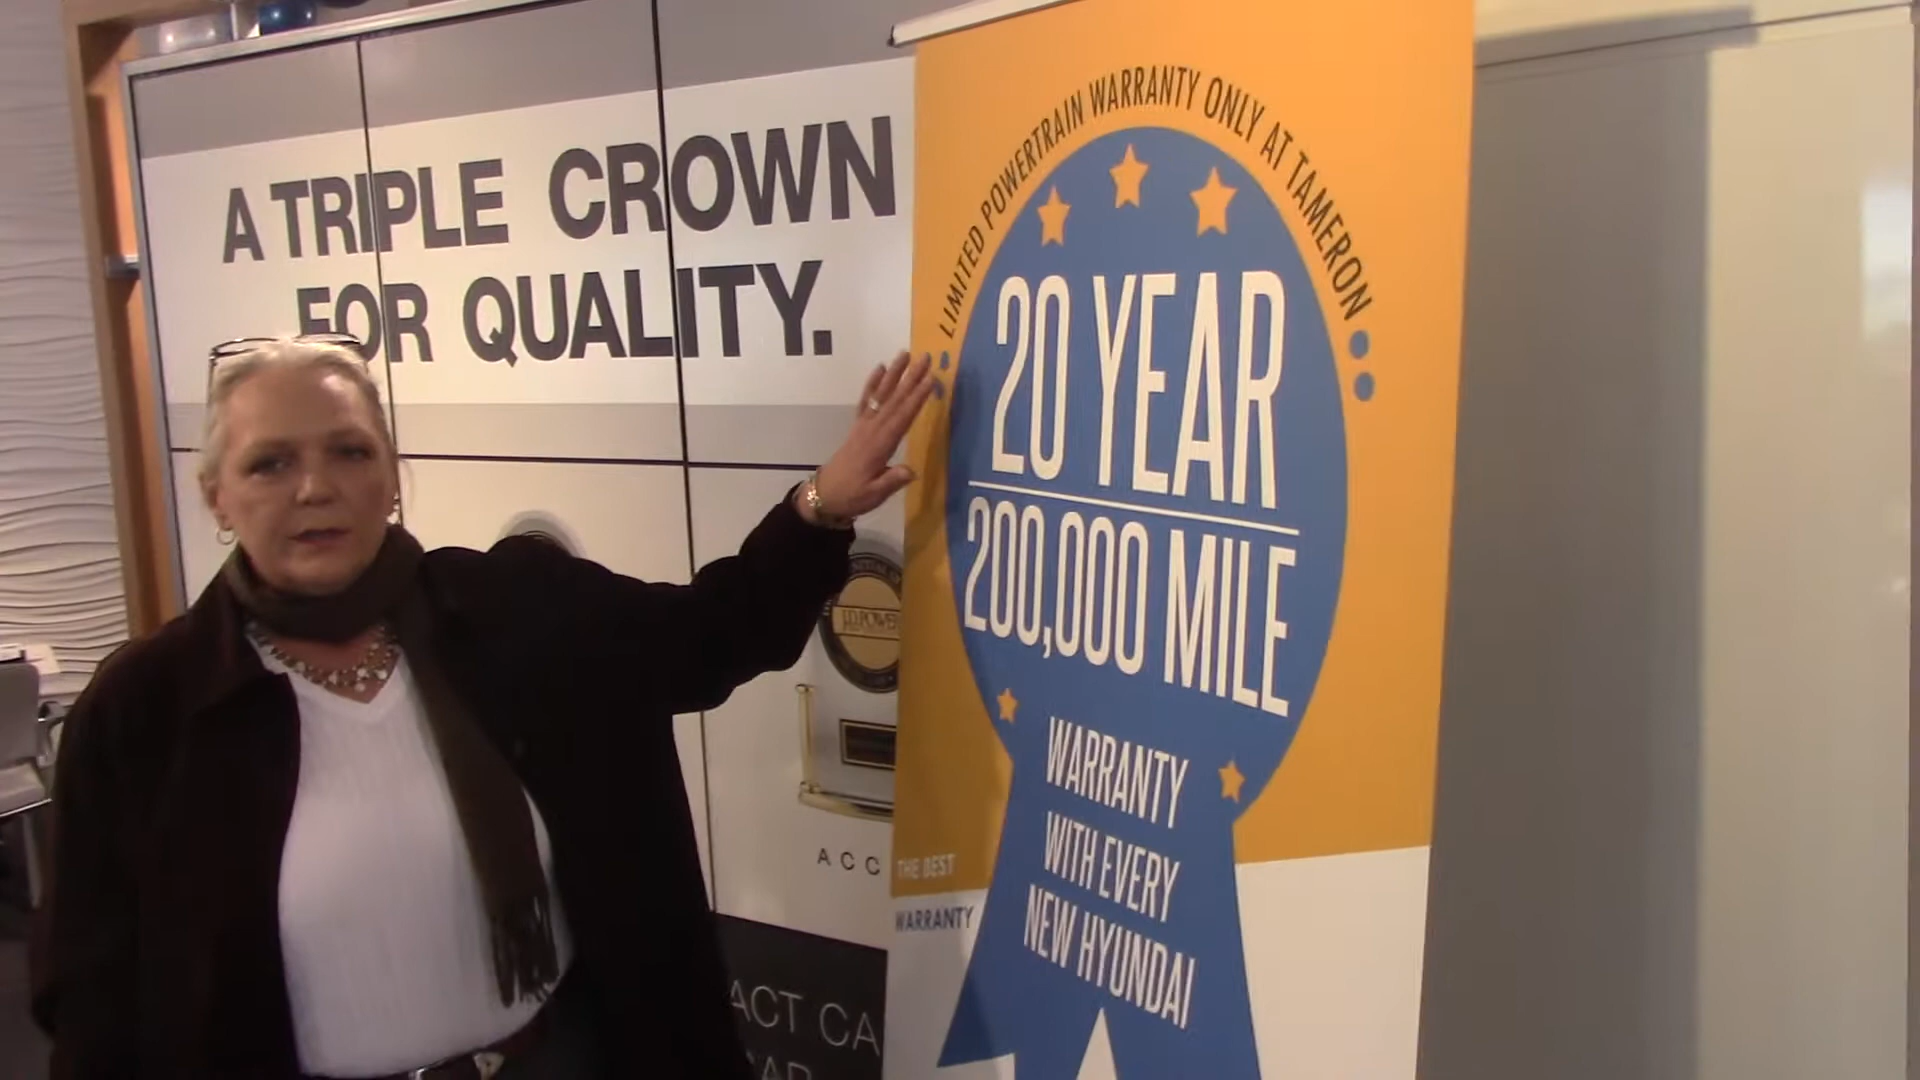 A TRIPLE CROWN
FOR QUALITY.
LIMITED POWERTRAIN WARRANTY ONLY AT TAMERON
20 YEAR
200,000 MILE
WARRANTY
WITH EVERY
NEW HYUNDAI
THE BEST
WARRANTY
J.D. POWER
ACC
ACT CA